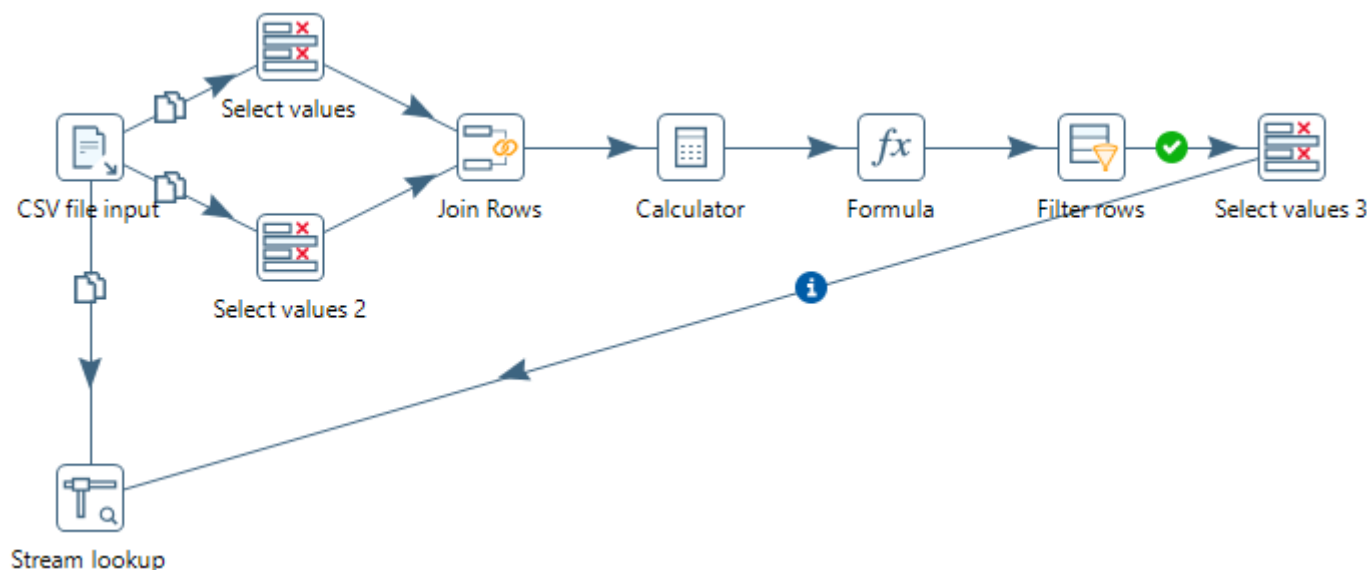 Select values
CSV file input
Join Rows
Calculator
fx
Formula
Filter rows
Select values 3
Select values 2
i
Stream lookup